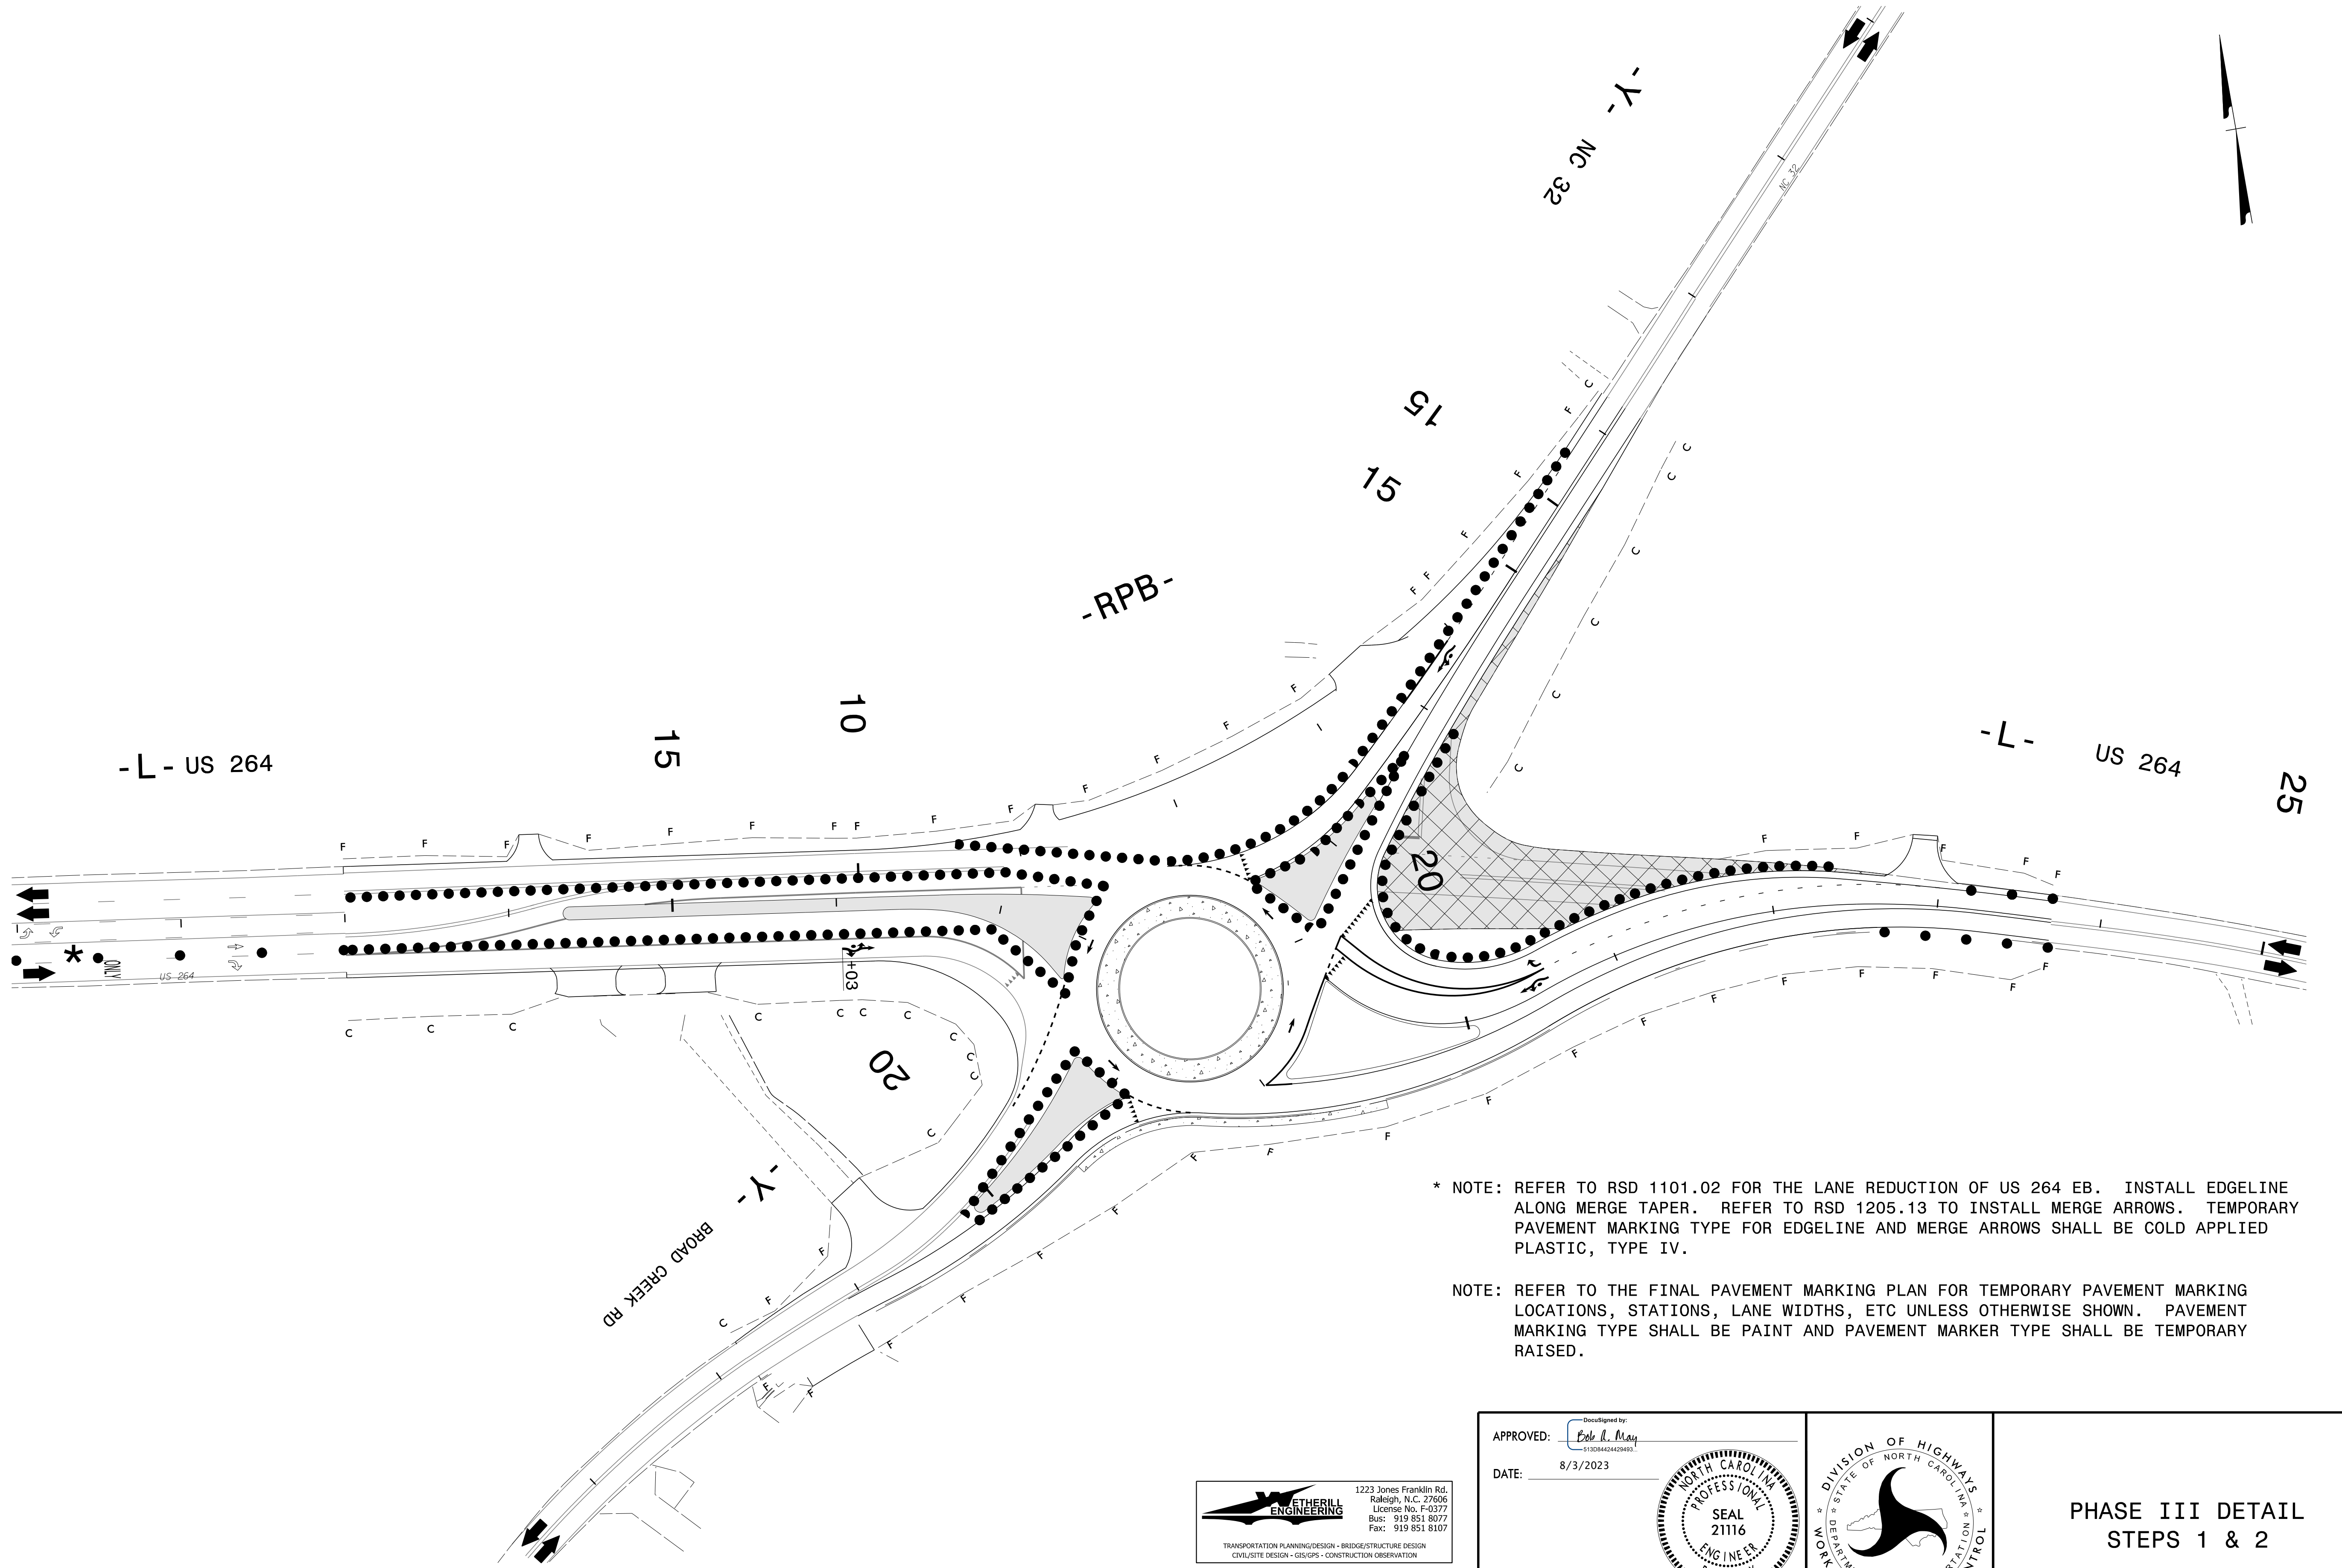 -Y-
NC 32
NC 32
15
15
-RPB-
10
15
-L- US 264
-L- US 264
25
20
ONLY
US 264
+03
20
-Y-
BROAD CREEK RD
F F F F F F F F F F F F F F F F F F F F
C C C C C C C C C C C
* NOTE: REFER TO RSD 1101.02 FOR THE LANE REDUCTION OF US 264 EB. INSTALL EDGELINE
ALONG MERGE TAPER. REFER TO RSD 1205.13 TO INSTALL MERGE ARROWS. TEMPORARY
PAVEMENT MARKING TYPE FOR EDGELINE AND MERGE ARROWS SHALL BE COLD APPLIED
PLASTIC, TYPE IV.
NOTE: REFER TO THE FINAL PAVEMENT MARKING PLAN FOR TEMPORARY PAVEMENT MARKING
LOCATIONS, STATIONS, LANE WIDTHS, ETC UNLESS OTHERWISE SHOWN. PAVEMENT
MARKING TYPE SHALL BE PAINT AND PAVEMENT MARKER TYPE SHALL BE TEMPORARY
RAISED.
WETHERILL
ENGINEERING
1223 Jones Franklin Rd.
Raleigh, N.C. 27606
License No. F-0377
Bus: 919 851 8077
Fax: 919 851 8107
TRANSPORTATION PLANNING/DESIGN - BRIDGE/STRUCTURE DESIGN
CIVIL/SITE DESIGN - GIS/GPS - CONSTRUCTION OBSERVATION
APPROVED:
DocuSigned by:
Bob A. May
513D84424429493...
DATE: 8/3/2023
NORTH CAROLINA
PROFESSIONAL
SEAL
21116
ENGINEER
DIVISION OF HIGHWAYS
STATE OF NORTH CAROLINA
PHASE III DETAIL
STEPS 1 & 2